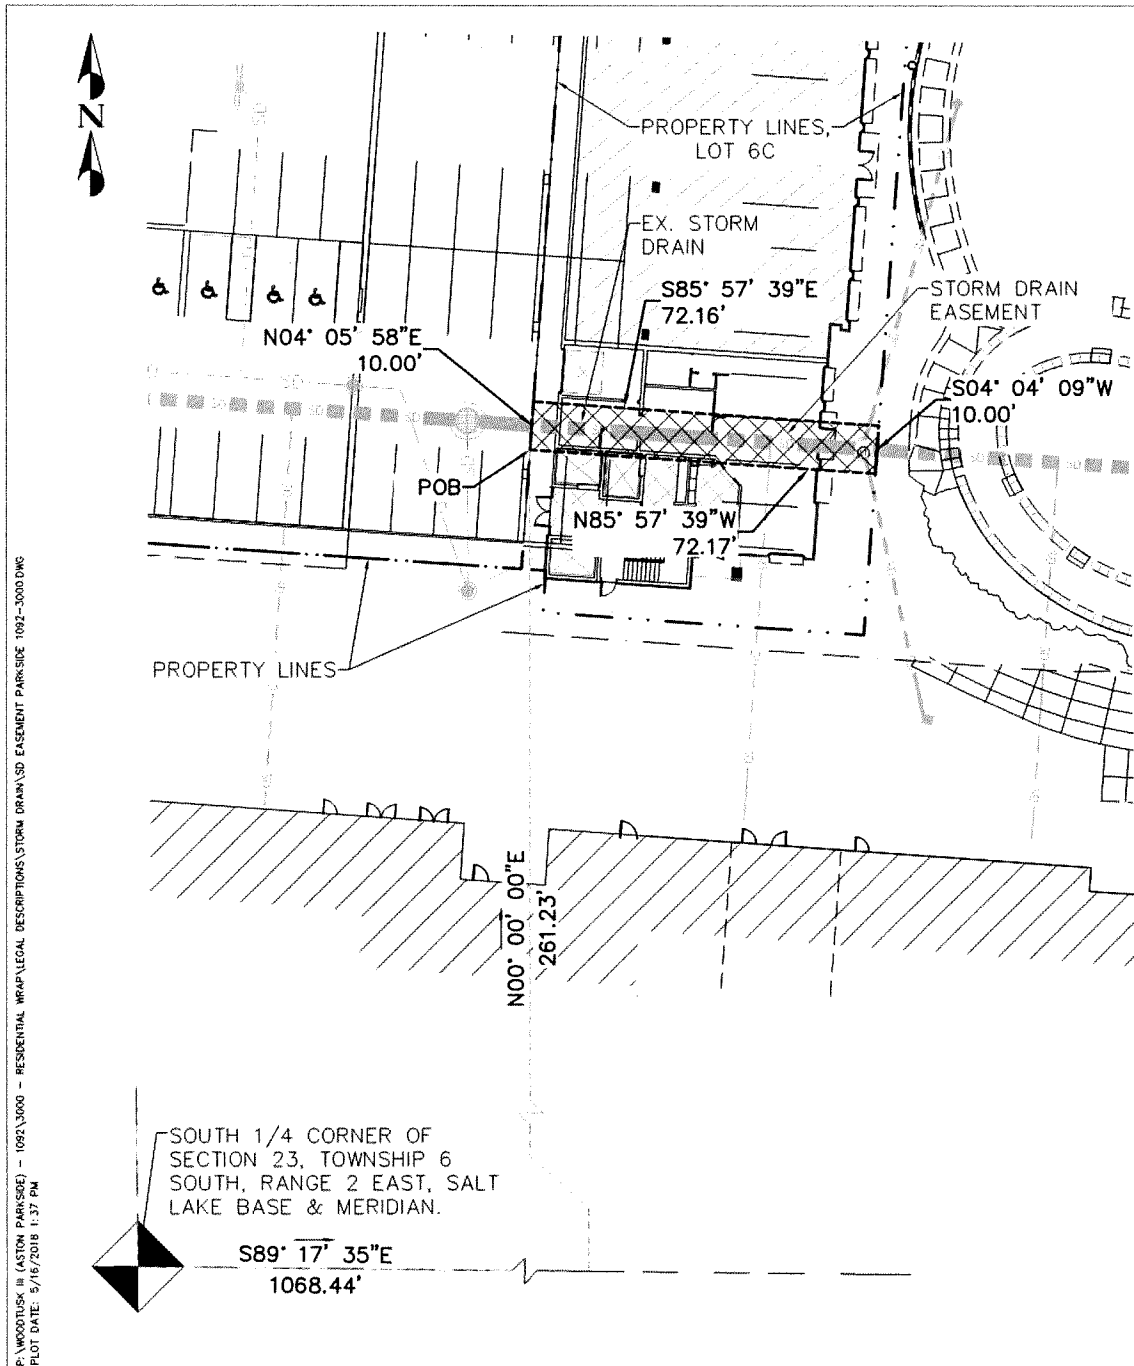 N
PROPERTY LINES,
LOT 6C
EX. STORM
DRAIN
S85° 57' 39"E
72.16'
STORM DRAIN
EASEMENT
N04° 05' 58"E
10.00'
S04° 04' 09"W
10.00'
POB
N85° 57' 39"W
72.17'
PROPERTY LINES
N00° 00' 00"E
261.23'
SOUTH 1/4 CORNER OF
SECTION 23, TOWNSHIP 6
SOUTH, RANGE 2 EAST, SALT
LAKE BASE & MERIDIAN.
S89° 17' 35"E
1068.44'
P:\WOODTUSK III (ASTON PARKSIDE) - 1092\3000 - RESIDENTIAL WRAP\LEGAL DESCRIPTIONS\STORM DRAIN\SD EASEMENT PARKSIDE 1092-3000.DWG
PLOT DATE: 5/16/2018 1:37 PM